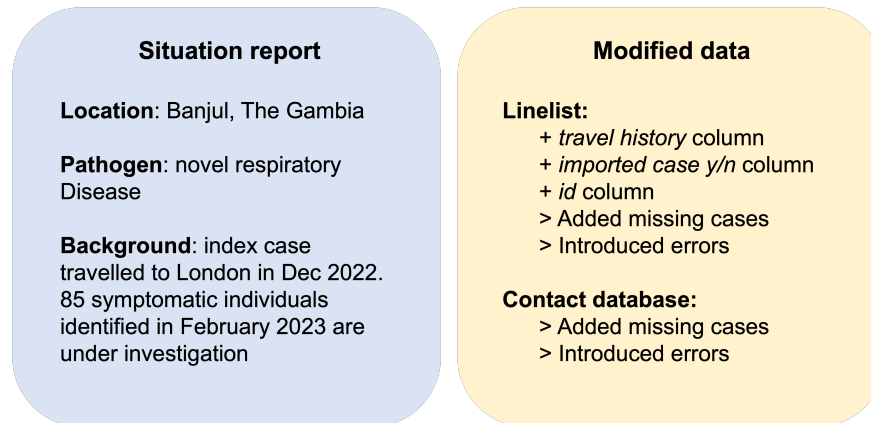 Situation report
Location: Banjul, The Gambia
Pathogen: novel respiratory
Disease
Background: index case
travelled to London in Dec 2022.
85 symptomatic individuals
identified in February 2023 are
under investigation
Modified data
Linelist:
+ travel history column
+ imported case y/n column
+ id column
> Added missing cases
> Introduced errors
Contact database:
> Added missing cases
> Introduced errors